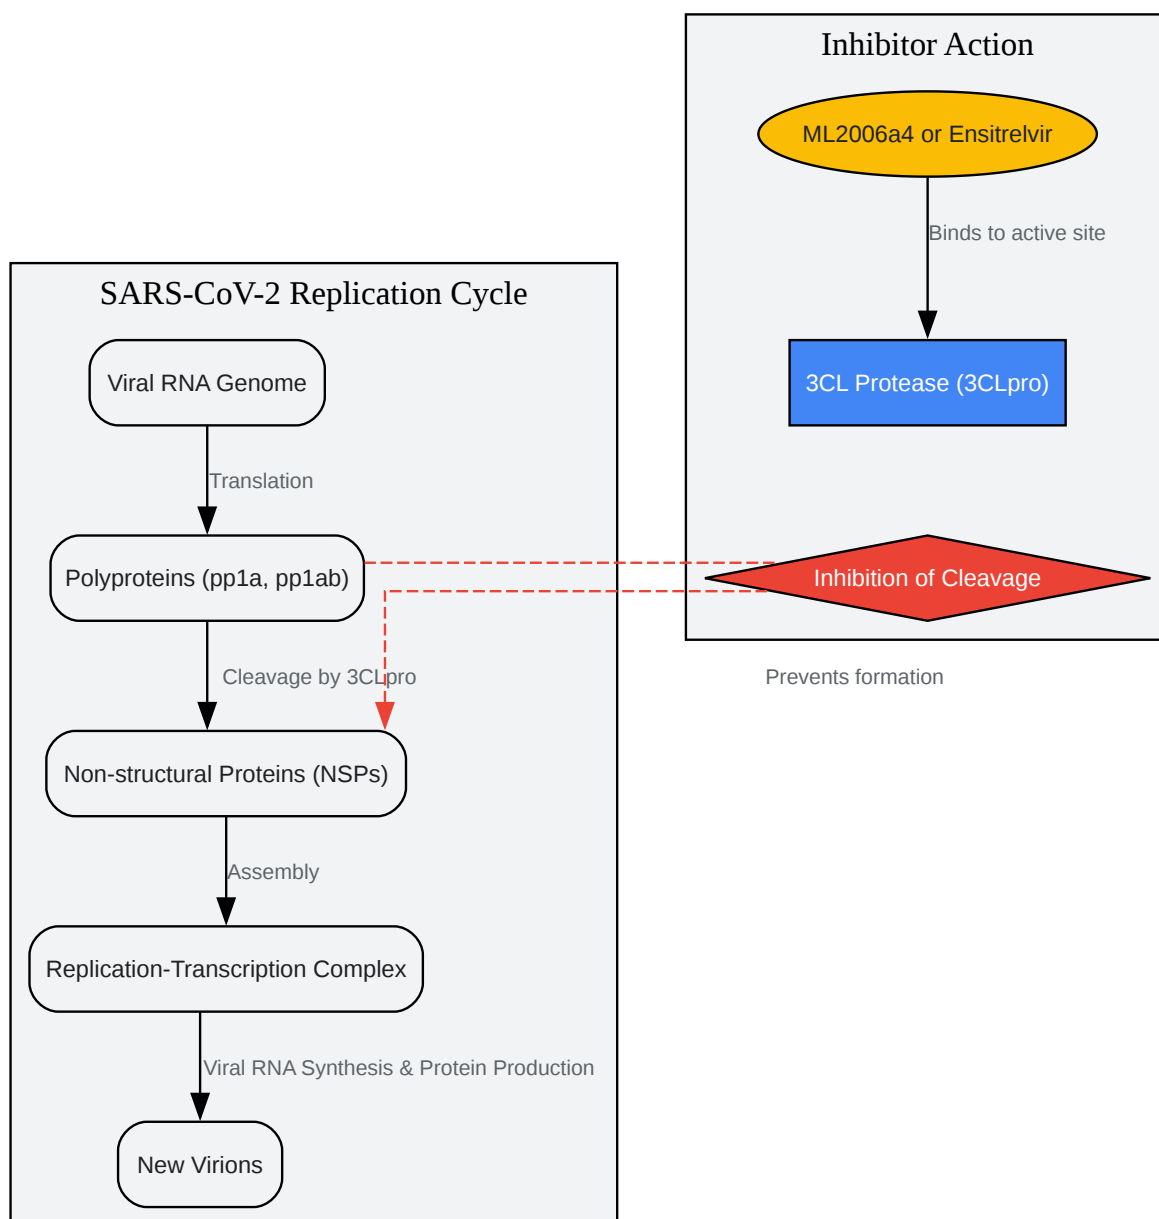 Inhibitor Action
ML2006a4 or Ensitrelvir
Binds to active site
SARS-CoV-2 Replication Cycle
Viral RNA Genome
3CL Protease (3CLpro)
Translation
Polyproteins (pp1a, pp1ab)
Inhibition of Cleavage
Cleavage by 3CLpro
Prevents formation
Non-structural Proteins (NSPs)
Assembly
Replication-Transcription Complex
Viral RNA Synthesis & Protein Production
New Virions